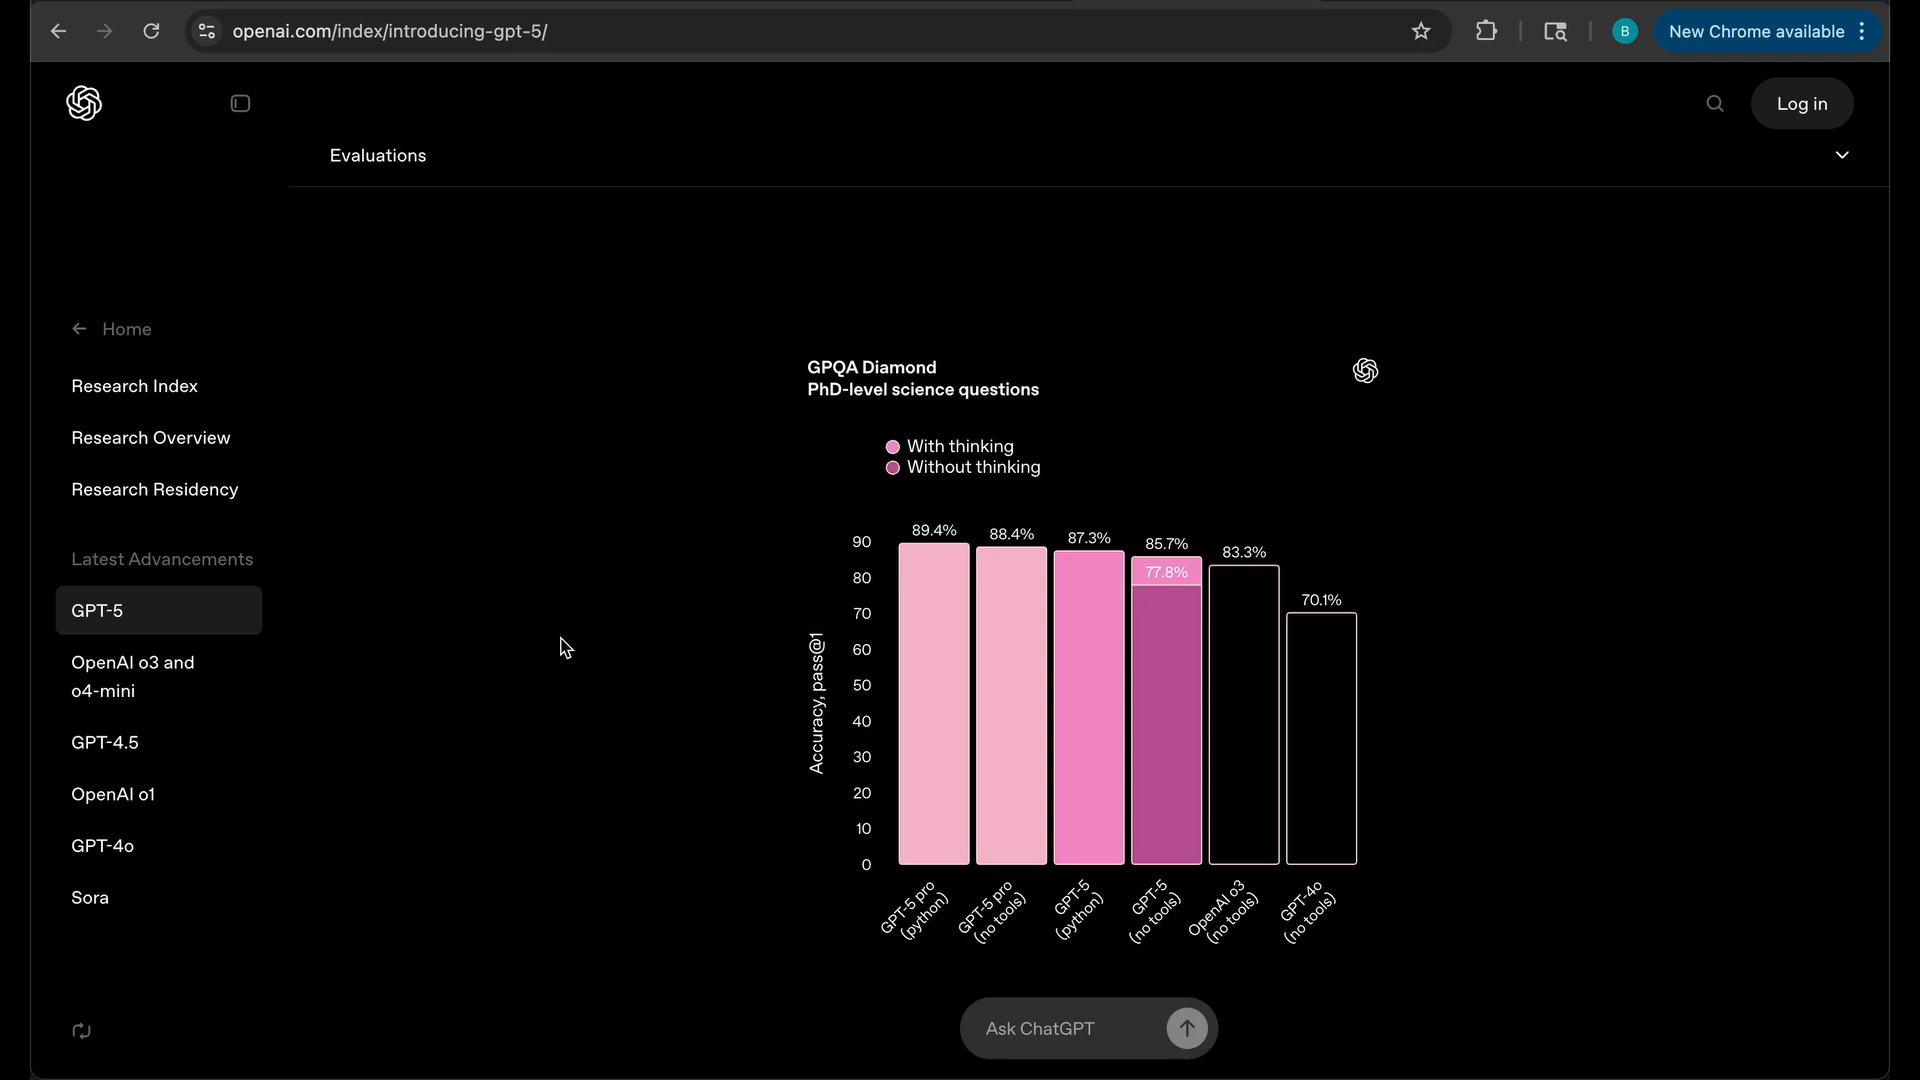 openai.com/index/introducing-gpt-5/
B
New Chrome available
Log in
Evaluations
Home
Research Index
Research Overview
Research Residency
Latest Advancements
GPT-5
OpenAI o3 and
o4-mini
GPT-4.5
OpenAI o1
GPT-4o
Sora
GPQA Diamond
PhD-level science questions
With thinking
Without thinking
Accuracy, pass@1
90
80
70
60
50
40
30
20
10
0
89.4%
88.4%
87.3%
85.7%
77.8%
83.3%
70.1%
GPT-5 pro
(python)
GPT-5 pro
(no tools)
GPT-5
(python)
GPT-5
(no tools)
OpenAI o3
(no tools)
GPT-4o
(no tools)
Ask ChatGPT